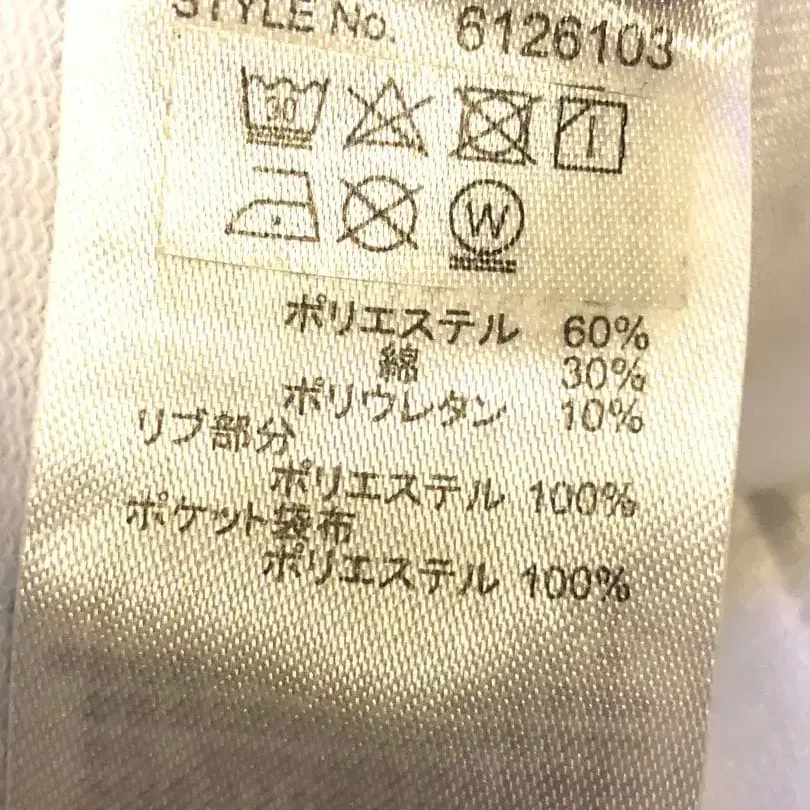 STYLE No. 6126103
30
W
ポリエステル 60%
綿 30%
ポリウレタン 10%
リブ部分
ポリエステル 100%
ポケット袋布
ポリエステル 100%